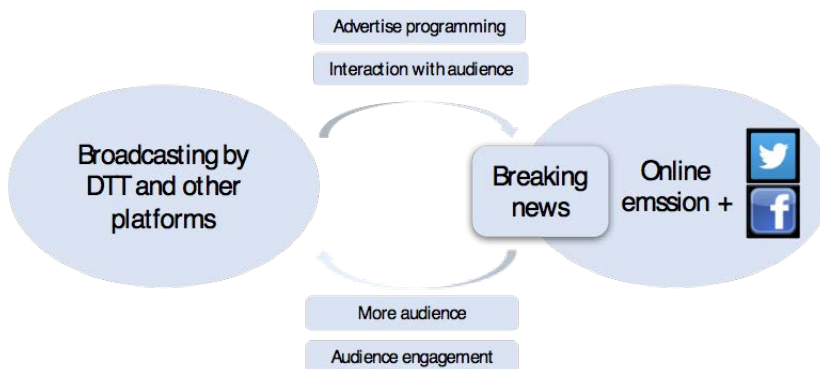 Advertise programming
Interaction with audience
Broadcasting by
DTT and other
platforms
Breaking
news
Online
emssion +
f
More audience
Audience engagement